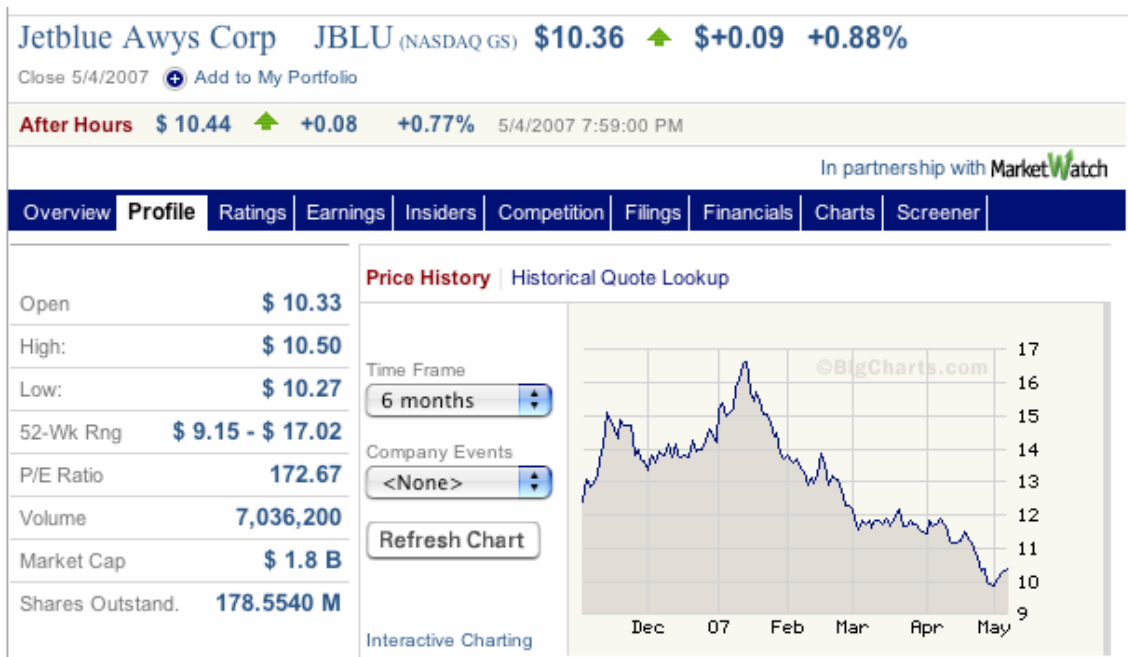 Jetblue Awys Corp JBLU (NASDAQ GS) $10.36 $+0.09 +0.88%
Close 5/4/2007 Add to My Portfolio
After Hours $ 10.44 +0.08 +0.77% 5/4/2007 7:59:00 PM
In partnership with MarketWatch
Overview Profile Ratings Earnings Insiders Competition Filings Financials Charts Screener
Open $ 10.33
High: $ 10.50
Low: $ 10.27
52-Wk Rng $ 9.15 - $ 17.02
P/E Ratio 172.67
Volume 7,036,200
Market Cap $ 1.8 B
Shares Outstand. 178.5540 M
Price History Historical Quote Lookup
Time Frame
6 months
Company Events
<None>
Refresh Chart
Interactive Charting
©BigCharts.com
17
16
15
14
13
12
11
10
9
Dec 07 Feb Mar Apr May